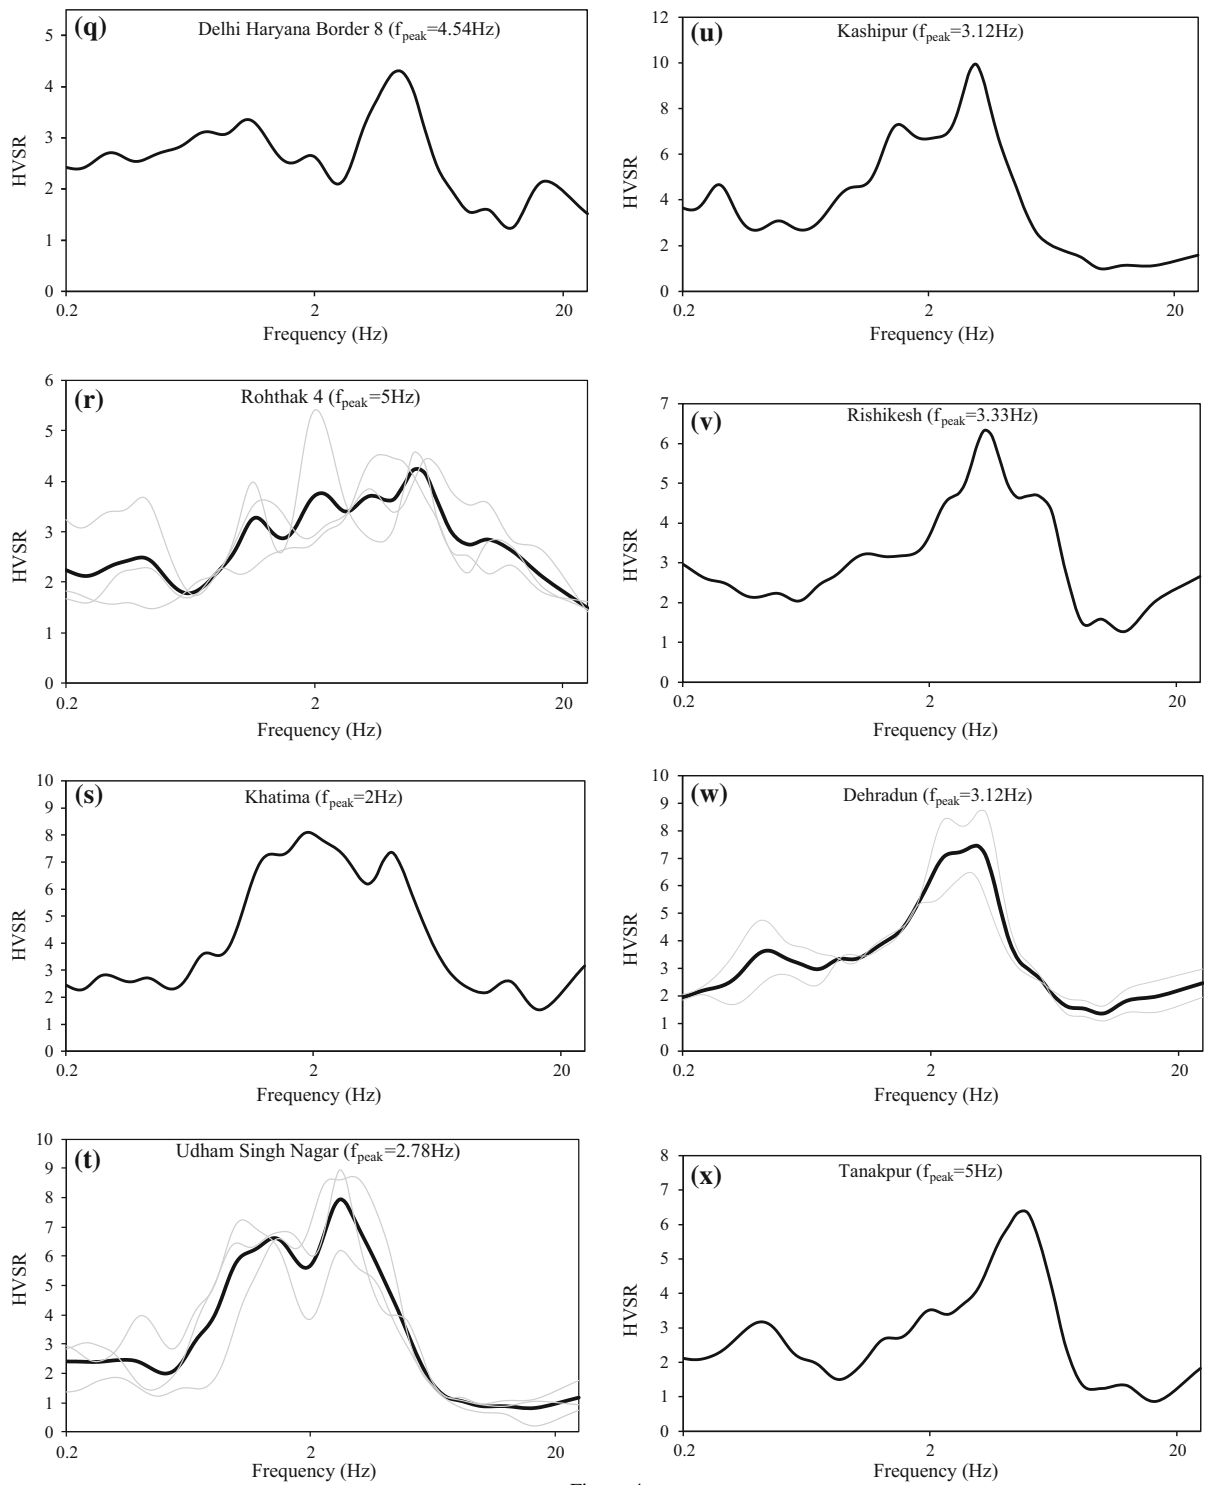 (q) Delhi Haryana Border 8 (fpeak=4.54Hz)
5
4
3
2
1
0
HVSR
0.2 2 20
Frequency (Hz)
(u) Kashipur (fpeak=3.12Hz)
12
10
8
6
4
2
0
HVSR
0.2 2 20
Frequency (Hz)
(r) Rohthak 4 (fpeak=5Hz)
6
5
4
3
2
1
0
HVSR
0.2 2 20
Frequency (Hz)
(v) Rishikesh (fpeak=3.33Hz)
7
6
5
4
3
2
1
0
HVSR
0.2 2 20
Frequency (Hz)
(s) Khatima (fpeak=2Hz)
10
9
8
7
6
5
4
3
2
1
0
HVSR
0.2 2 20
Frequency (Hz)
(w) Dehradun (fpeak=3.12Hz)
10
9
8
7
6
5
4
3
2
1
0
HVSR
0.2 2 20
Frequency (Hz)
(t) Udham Singh Nagar (fpeak=2.78Hz)
10
9
8
7
6
5
4
3
2
1
0
HVSR
0.2 2 20
Frequency (Hz)
(x) Tanakpur (fpeak=5Hz)
8
7
6
5
4
3
2
1
0
HVSR
0.2 2 20
Frequency (Hz)